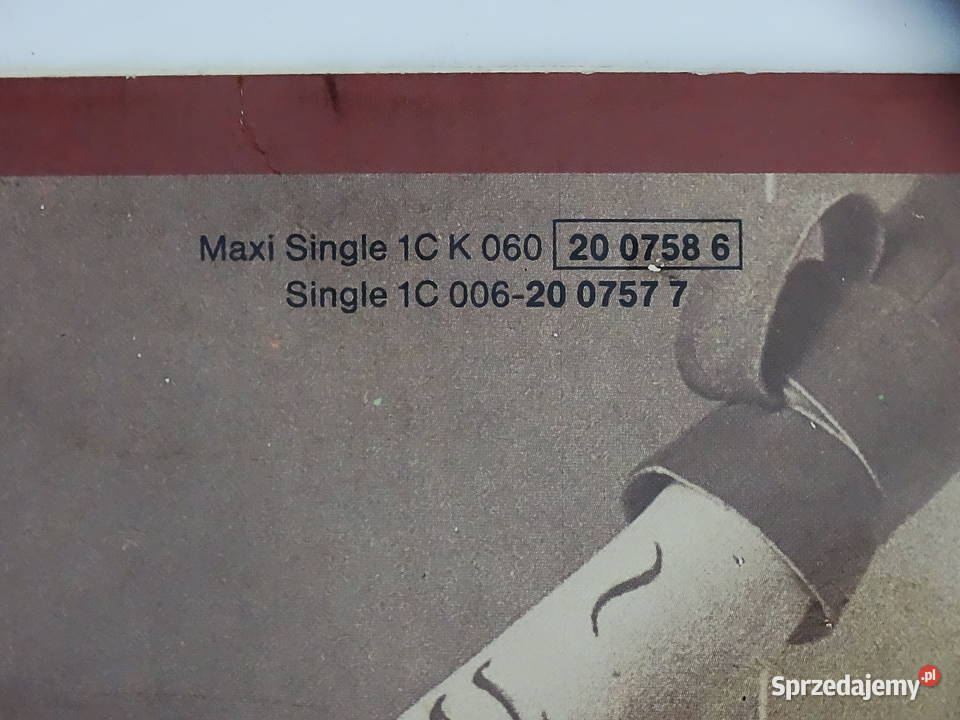 Maxi Single 1C K 060 20 0758 6
Single 1C 006-20 0757 7
Sprzedajemy.pl